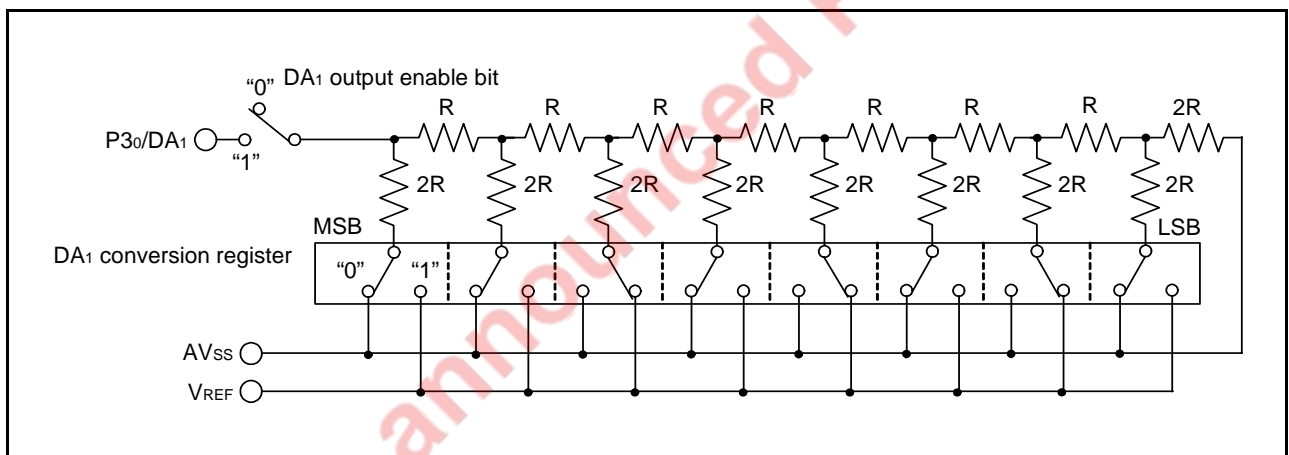 “0” DA1 output enable bit
R R R R R R R 2R
P30/DA1
“1”
2R 2R 2R 2R 2R 2R 2R 2R
MSB LSB
DA1 conversion register
“0” “1”
AVSS
VREF
announced